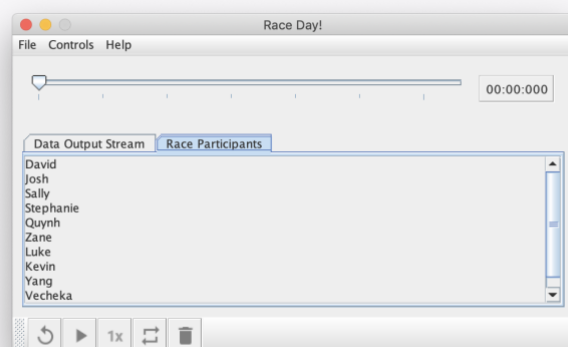 Race Day!
File Controls Help
00:00:000
Data Output Stream Race Participants
David
Josh
Sally
Stephanie
Quynh
Zane
Luke
Kevin
Yang
Vecheka
1x